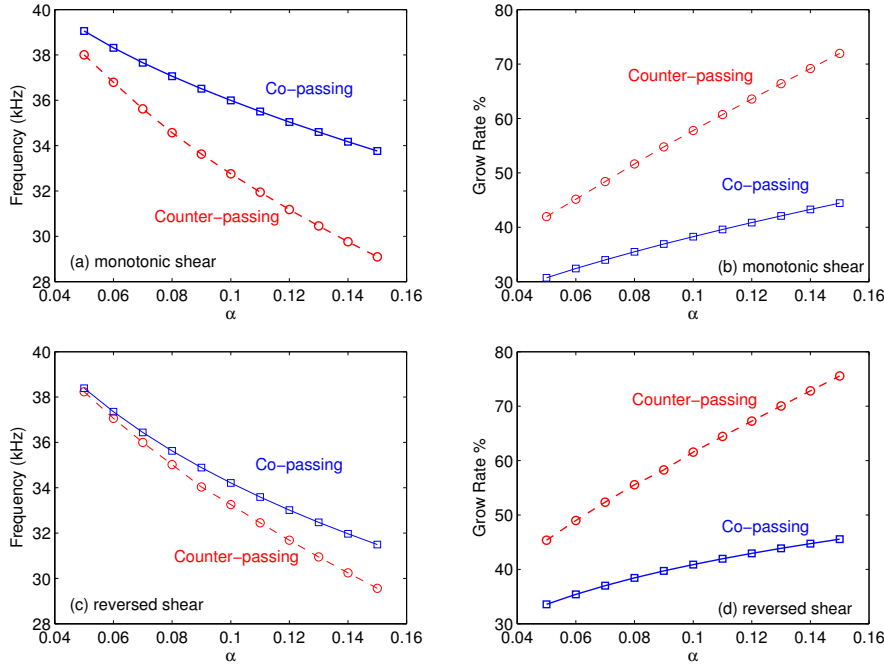 40
38
36
34
32
30
28
Frequency (kHz)
Co-passing
Counter-passing
(a) monotonic shear
0.04 0.06 0.08 0.1 0.12 0.14 0.16
α
80
70
60
50
40
30
Grow Rate %
Counter-passing
Co-passing
(b) monotonic shear
0.04 0.06 0.08 0.1 0.12 0.14 0.16
α
40
38
36
34
32
30
28
Frequency (kHz)
Co-passing
Counter-passing
(c) reversed shear
0.04 0.06 0.08 0.1 0.12 0.14 0.16
α
80
70
60
50
40
30
Grow Rate %
Counter-passing
Co-passing
(d) reversed shear
0.04 0.06 0.08 0.1 0.12 0.14 0.16
α